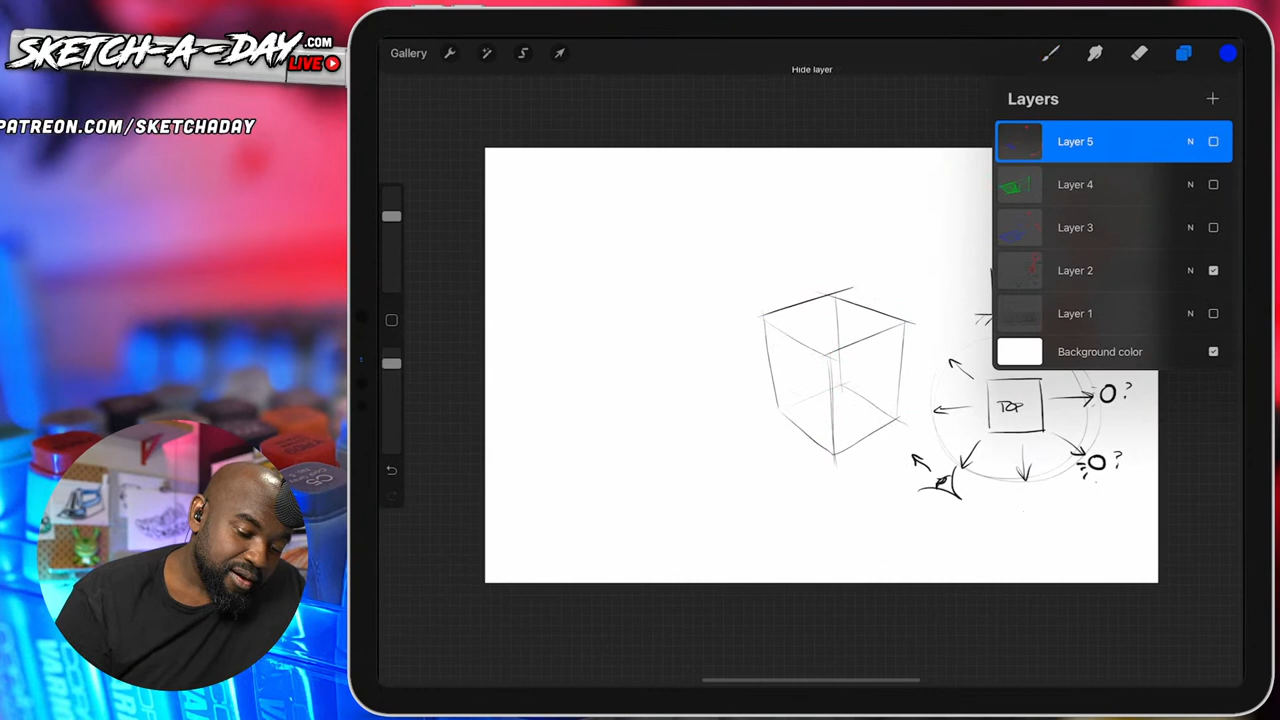 SKETCH-A-DAY.COM
LIVE
PATREON.COM/SKETCHADAY
Gallery
Hide layer
Layers
Layer 5
N
Layer 4
N
Layer 3
N
Layer 2
N
Layer 1
N
Background color
TOP
O?
O?